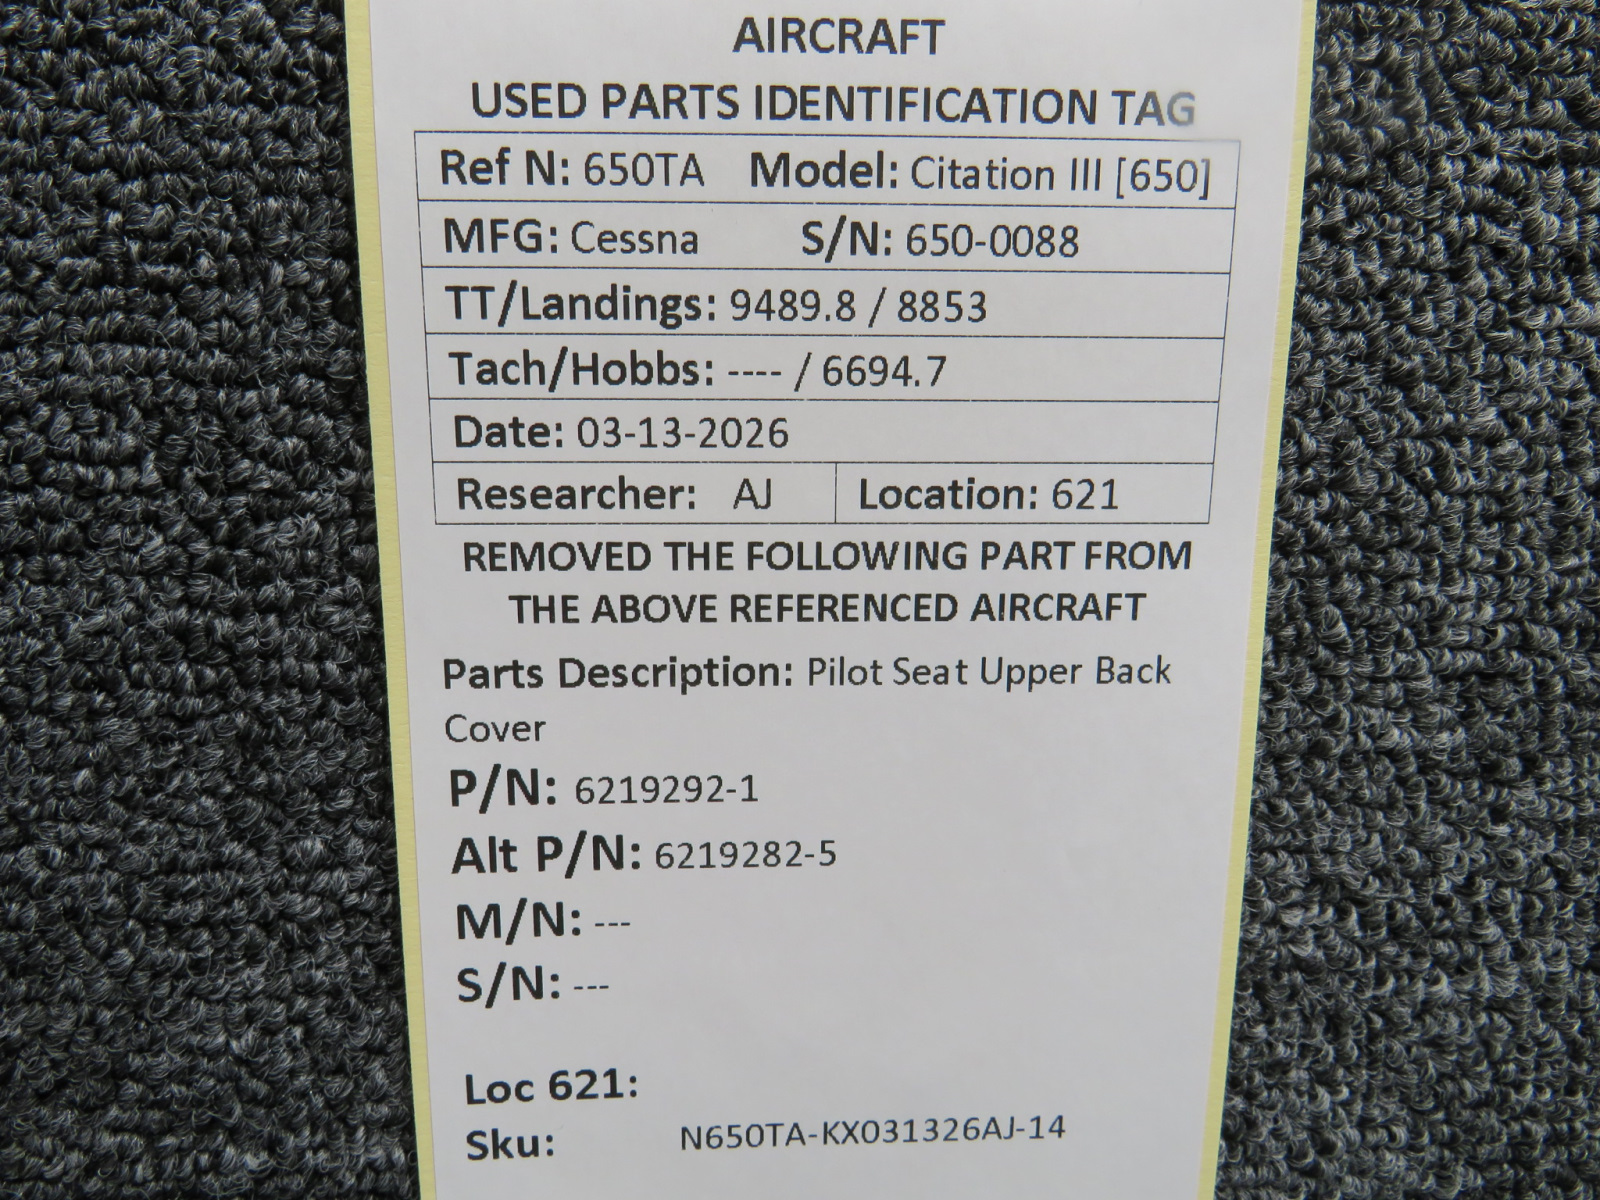 AIRCRAFT
USED PARTS IDENTIFICATION TAG
Ref N: 650TA Model: Citation III [650]
MFG: Cessna S/N: 650-0088
TT/Landings: 9489.8 / 8853
Tach/Hobbs: ---- / 6694.7
Date: 03-13-2026
Researcher: AJ Location: 621
REMOVED THE FOLLOWING PART FROM
THE ABOVE REFERENCED AIRCRAFT
Parts Description: Pilot Seat Upper Back
Cover
P/N: 6219292-1
Alt P/N: 6219282-5
M/N: ---
S/N: ---
Loc 621:
Sku: N650TA-KX031326AJ-14